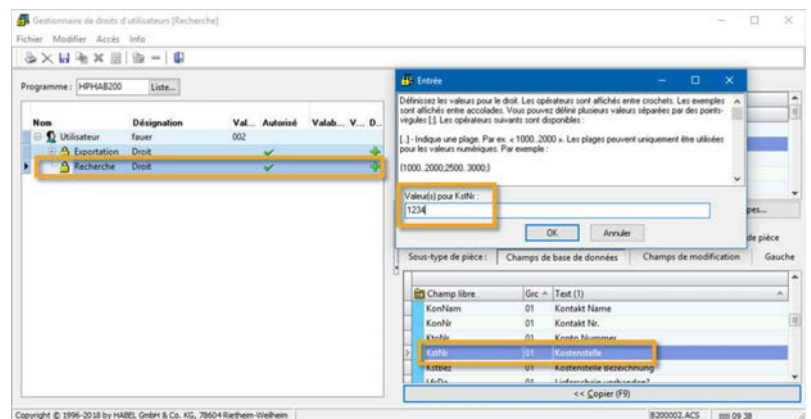 Gestionnaire de droits d'utilisateurs [Recherche]
Fichier Modifier Accès Info
Programme : HPHAB200 Liste...
Nom Désignation Val... Autorisé Valab... V... D...
Utilisateur fauer 002
Exportation Droit
Recherche Droit
Entrée
Définissez les valeurs pour le droit. Les opérateurs sont affichés entre crochets. Les exemples
sont affichés entre accolades. Vous pouvez définir plusieurs valeurs séparées par des points-
virgules [;]. Les opérateurs suivants sont disponibles :
[..] - Indique une plage. Par ex. « 1000..2000 ». Les plages peuvent uniquement être utilisées
pour les valeurs numériques. Par exemple :
{1000..2000;2500..3000;}
Valeur(s) pour KstNr :
1234
OK Annuler
pes...
de pièce
Sous-type de pièce : Champs de base de données Champs de modification Gauche
Champ libre Grc Text (1)
KonNam 01 Kontakt Name
KonNr 01 Kontakt Nr.
KtoNr 01 Konto Nummer
KstNr 01 Kostenstelle
KstBez 01 Kostenstelle Bezeichnung
01 Lieferschein vorhanden?
<< Copier (F9)
Copyright © 1996-2018 by HABEL GmbH & Co. KG, 78604 Rietheim-Weilheim
B200002.ACS 09 38